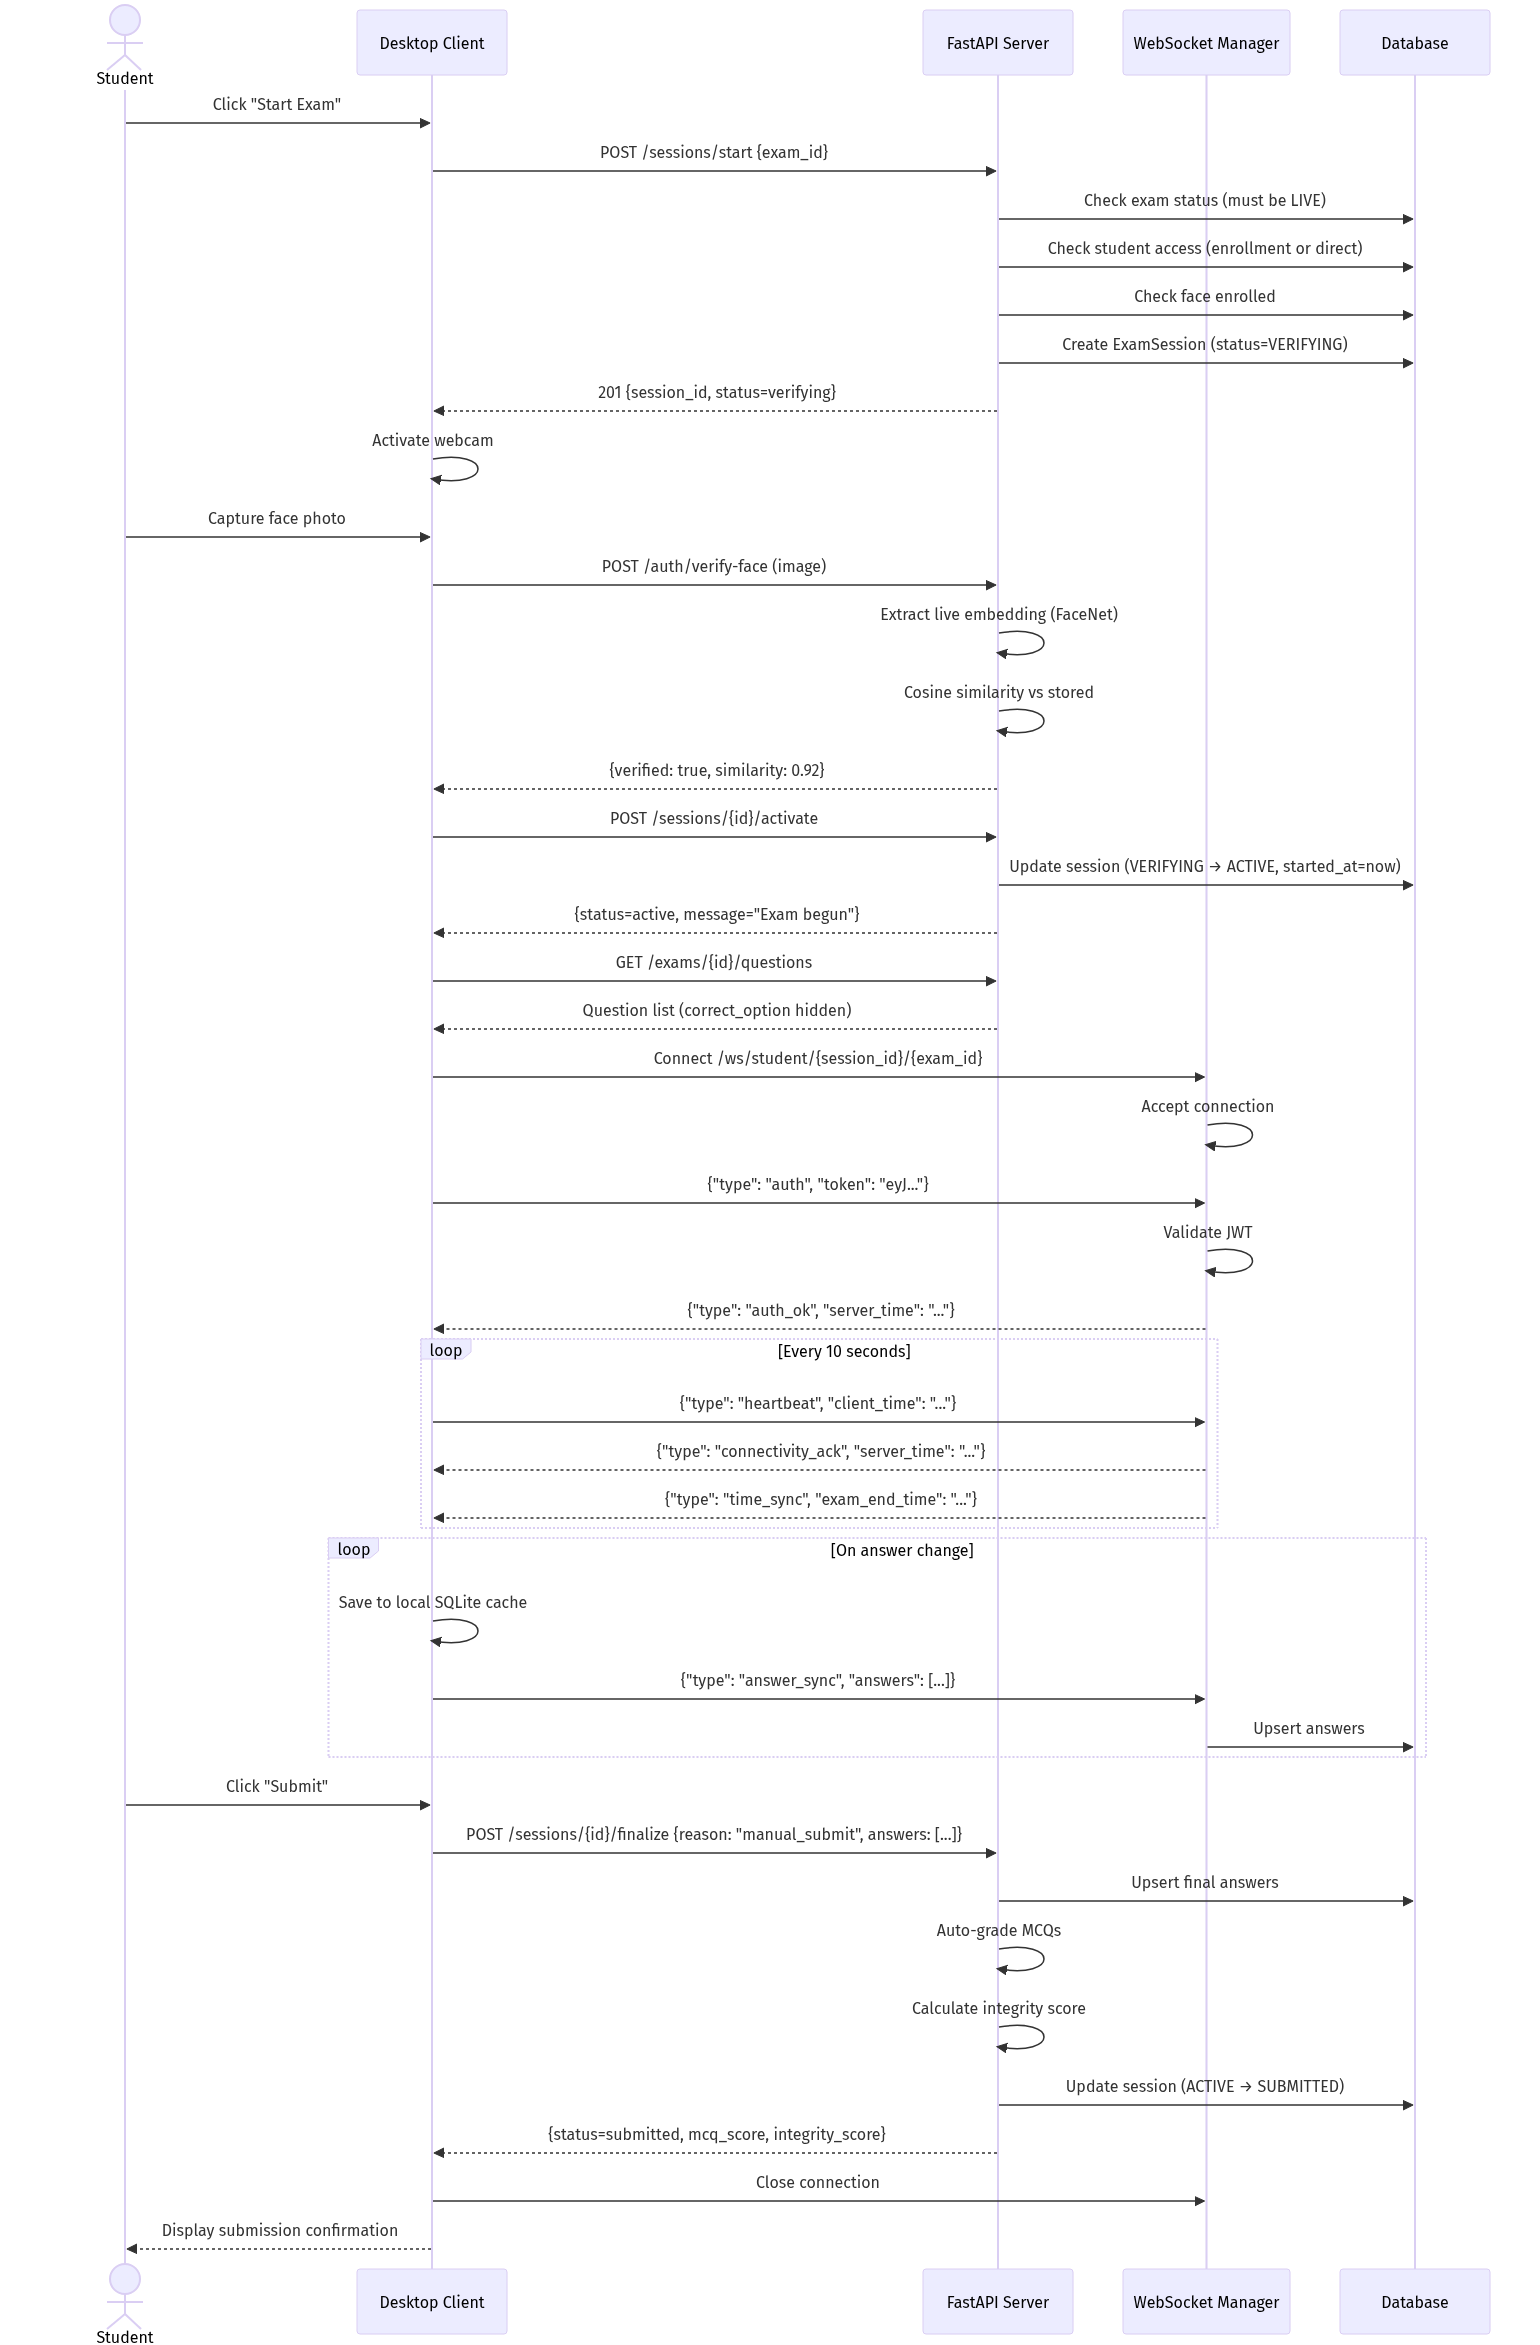 Student
Desktop Client
FastAPI Server
WebSocket Manager
Database
Click "Start Exam"
POST /sessions/start {exam_id}
Check exam status (must be LIVE)
Check student access (enrollment or direct)
Check face enrolled
Create ExamSession (status=VERIFYING)
201 {session_id, status=verifying}
Activate webcam
Capture face photo
POST /auth/verify-face (image)
Extract live embedding (FaceNet)
Cosine similarity vs stored
{verified: true, similarity: 0.92}
POST /sessions/{id}/activate
Update session (VERIFYING → ACTIVE, started_at=now)
{status=active, message="Exam begun"}
GET /exams/{id}/questions
Question list (correct_option hidden)
Connect /ws/student/{session_id}/{exam_id}
Accept connection
{"type": "auth", "token": "eyJ..."}
Validate JWT
{"type": "auth_ok", "server_time": "..."}
loop
[Every 10 seconds]
{"type": "heartbeat", "client_time": "..."}
{"type": "connectivity_ack", "server_time": "..."}
{"type": "time_sync", "exam_end_time": "..."}
loop
[On answer change]
Save to local SQLite cache
{"type": "answer_sync", "answers": [...]}
Upsert answers
Click "Submit"
POST /sessions/{id}/finalize {reason: "manual_submit", answers: [...]}
Upsert final answers
Auto-grade MCQs
Calculate integrity score
Update session (ACTIVE → SUBMITTED)
{status=submitted, mcq_score, integrity_score}
Close connection
Display submission confirmation
Student
Desktop Client
FastAPI Server
WebSocket Manager
Database